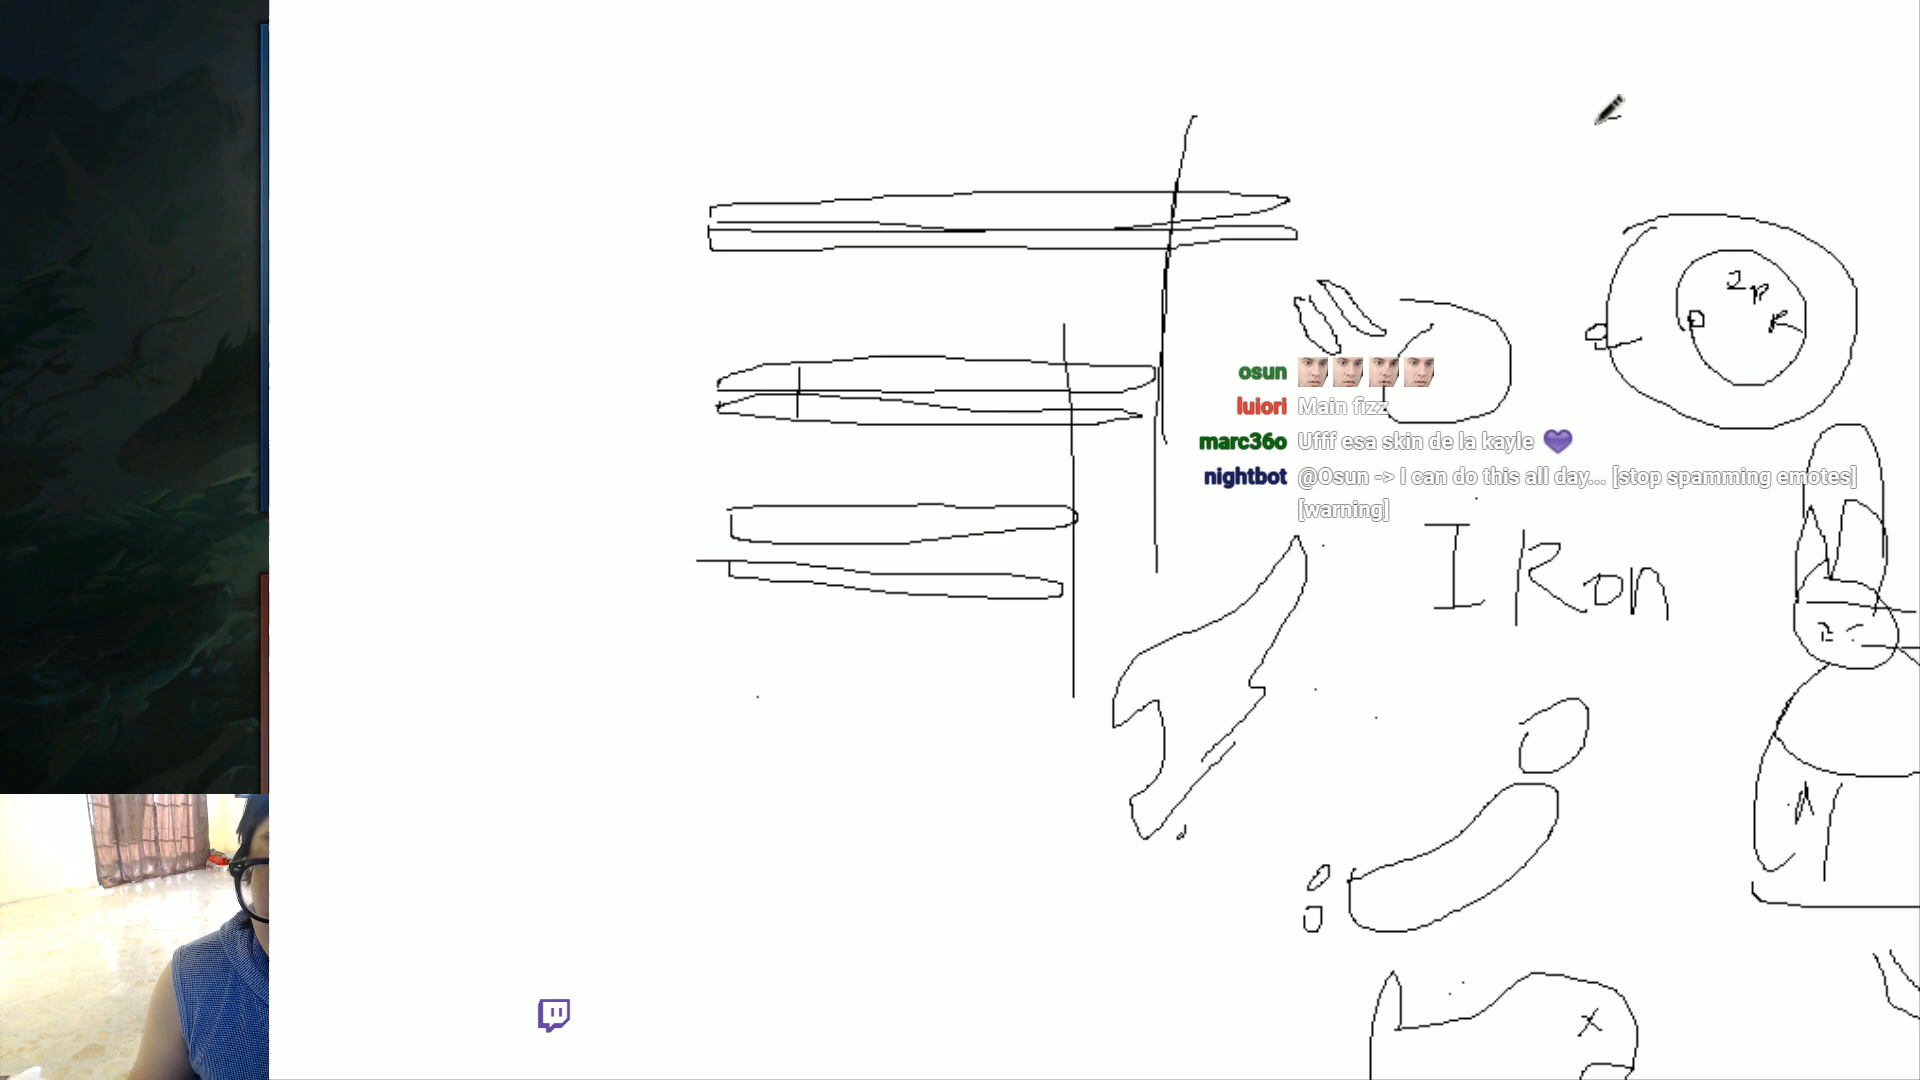 osun
luiori Main fizz
marc36o Ufff esa skin de la kayle
nightbot @Osun -> I can do this all day... [stop spamming emotes]
[warning]
IRon